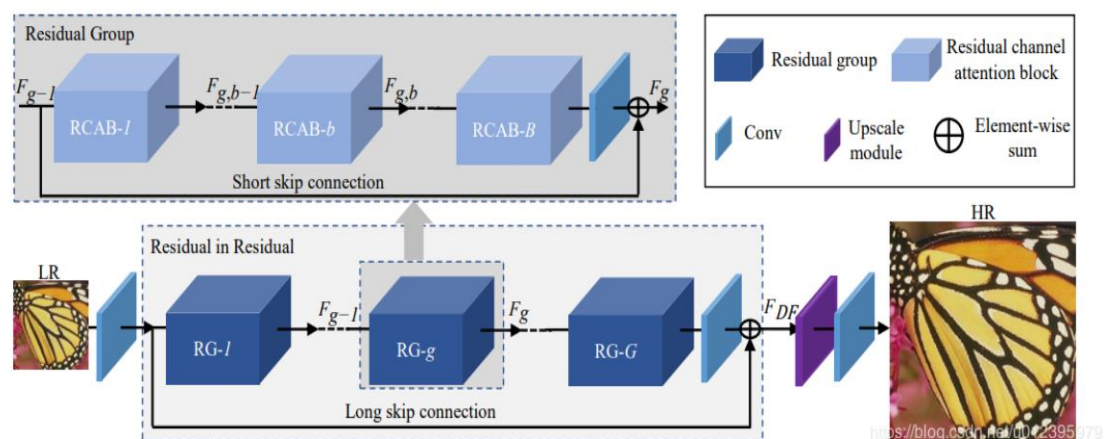 Residual Group
F_{g-1}
F_{g,b-1}
F_{g,b}
F_g
RCAB-1
RCAB-b
RCAB-B
Short skip connection
Residual group
Residual channel
attention block
Conv
Upscale
module
Element-wise
sum
Residual in Residual
LR
HR
F_{g-1}
F_g
F_{DF}
RG-1
RG-g
RG-G
Long skip connection